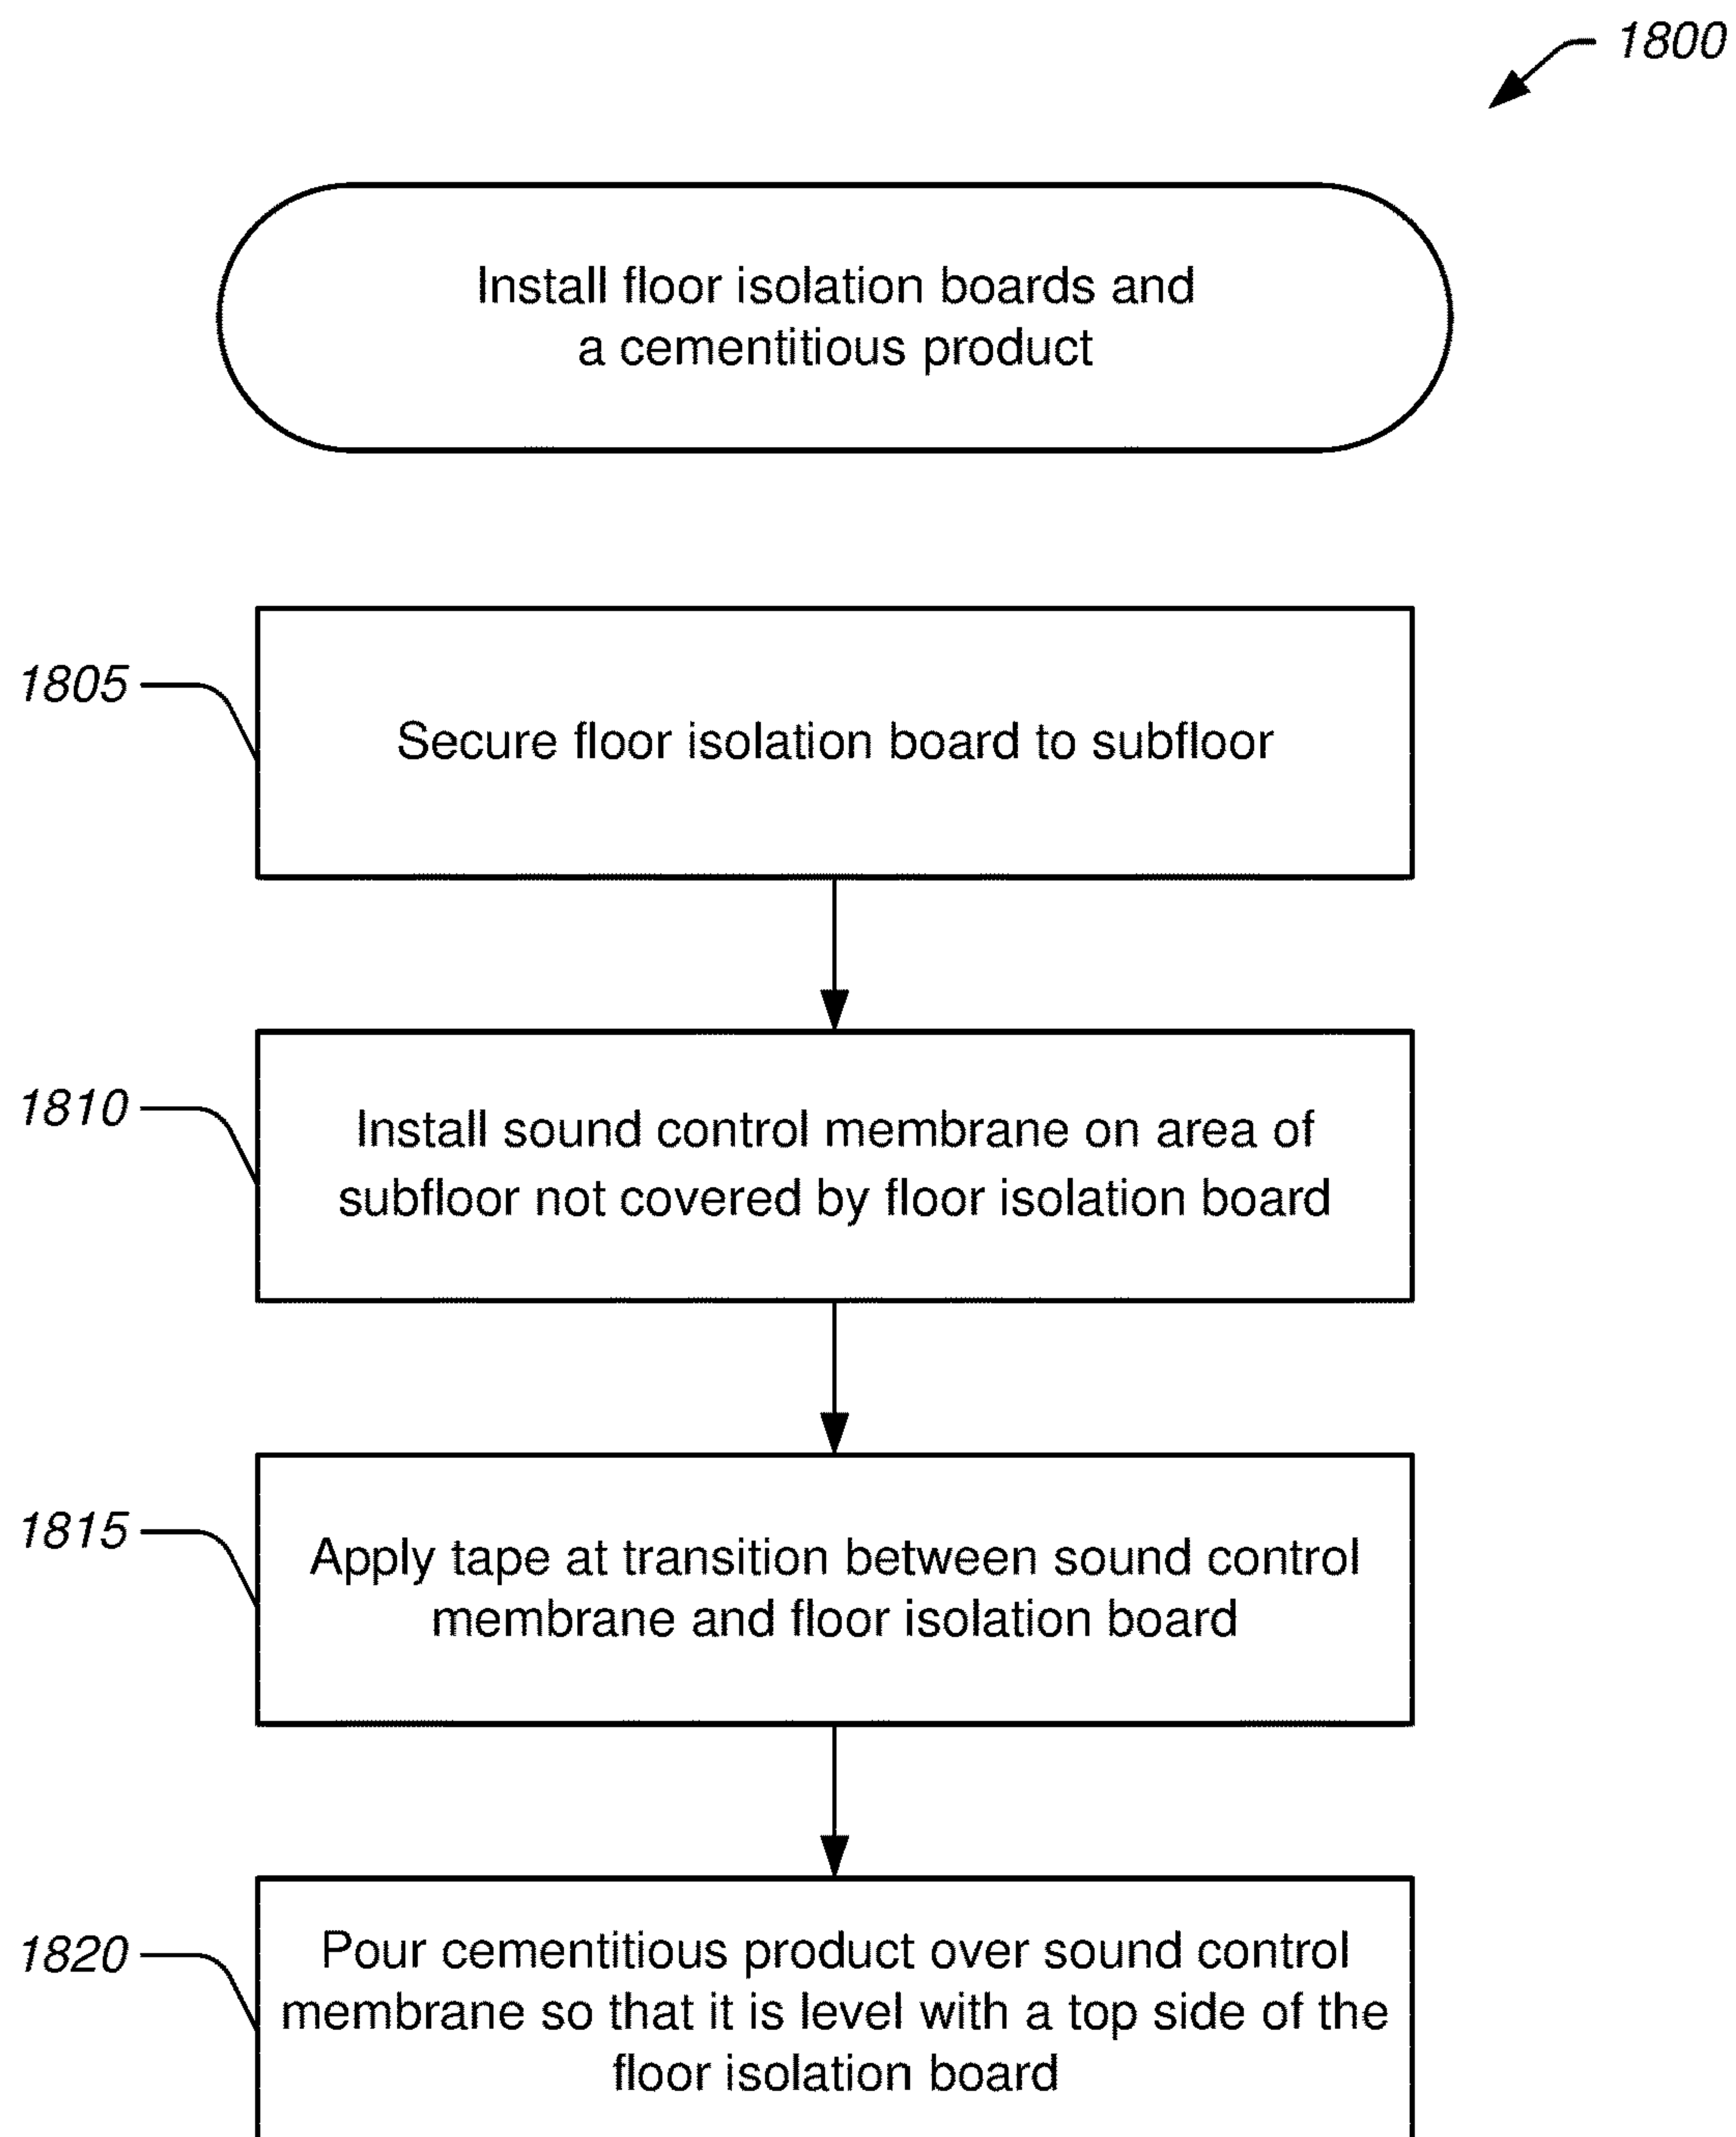 1800
Install floor isolation boards and
a cementitious product
1805
Secure floor isolation board to subfloor
1810
Install sound control membrane on area of
subfloor not covered by floor isolation board
1815
Apply tape at transition between sound control
membrane and floor isolation board
1820
Pour cementitious product over sound control
membrane so that it is level with a top side of the
floor isolation board